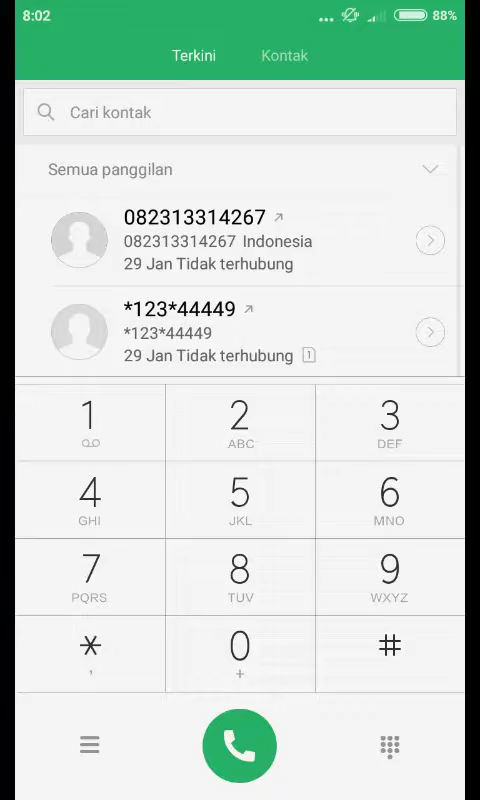 8:02 ... 88%
Terkini Kontak
Cari kontak
Semua panggilan
082313314267
082313314267 Indonesia
29 Jan Tidak terhubung
*123*44449
*123*44449
29 Jan Tidak terhubung 1
1 2 3
ABC DEF
4 5 6
GHI JKL MNO
7 8 9
PQRS TUV WXYZ
* 0 #
, +